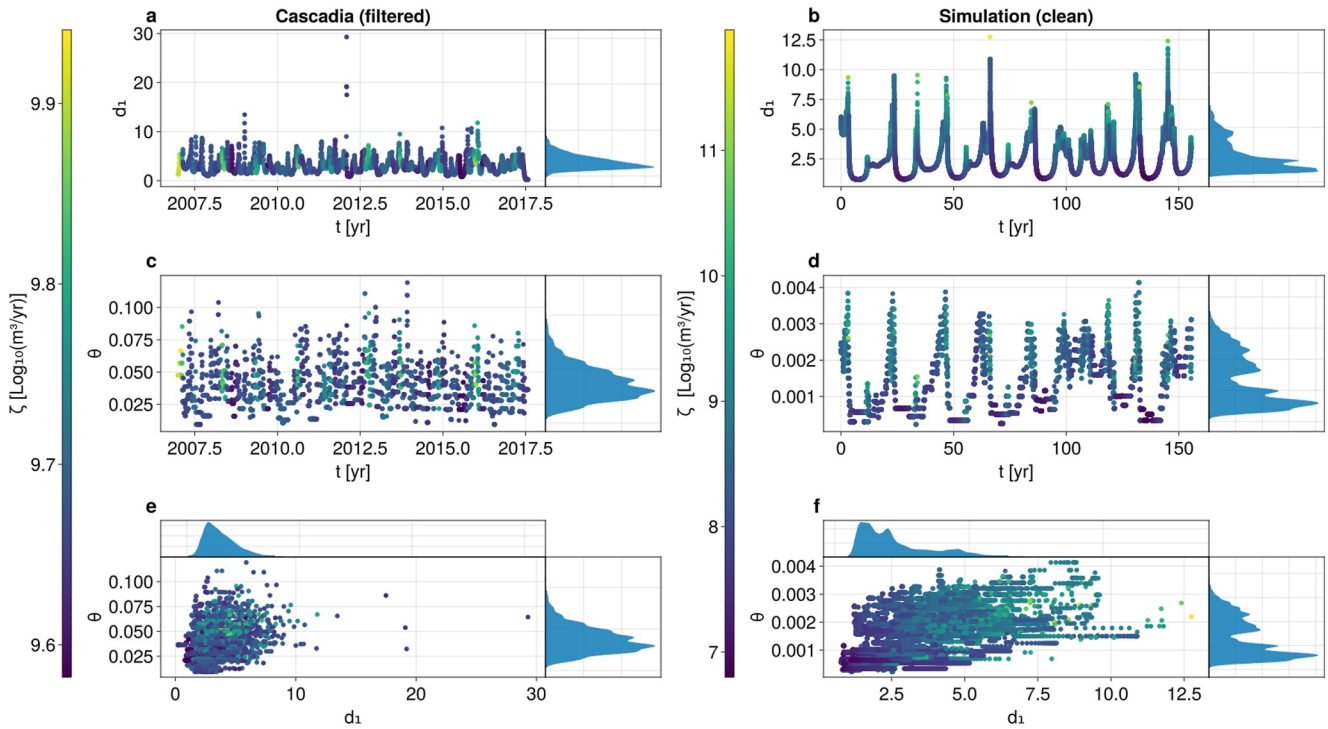 a Cascadia (filtered)
b Simulation (clean)
30
20
10
0
d₁
2007.5 2010.0 2012.5 2015.0 2017.5
t [yr]
12.5
10.0
7.5
5.0
2.5
d₁
0 50 100 150
t [yr]
9.9
9.8
9.7
9.6
ζ [Log₁₀(m³/yr)]
11
10
9
8
7
ζ [Log₁₀(m³/yr)]
c
0.100
0.075
0.050
0.025
θ
2007.5 2010.0 2012.5 2015.0 2017.5
t [yr]
d
0.004
0.003
0.002
0.001
θ
0 50 100 150
t [yr]
e
0.100
0.075
0.050
0.025
θ
0 10 20 30
d₁
f
0.004
0.003
0.002
0.001
θ
2.5 5.0 7.5 10.0 12.5
d₁